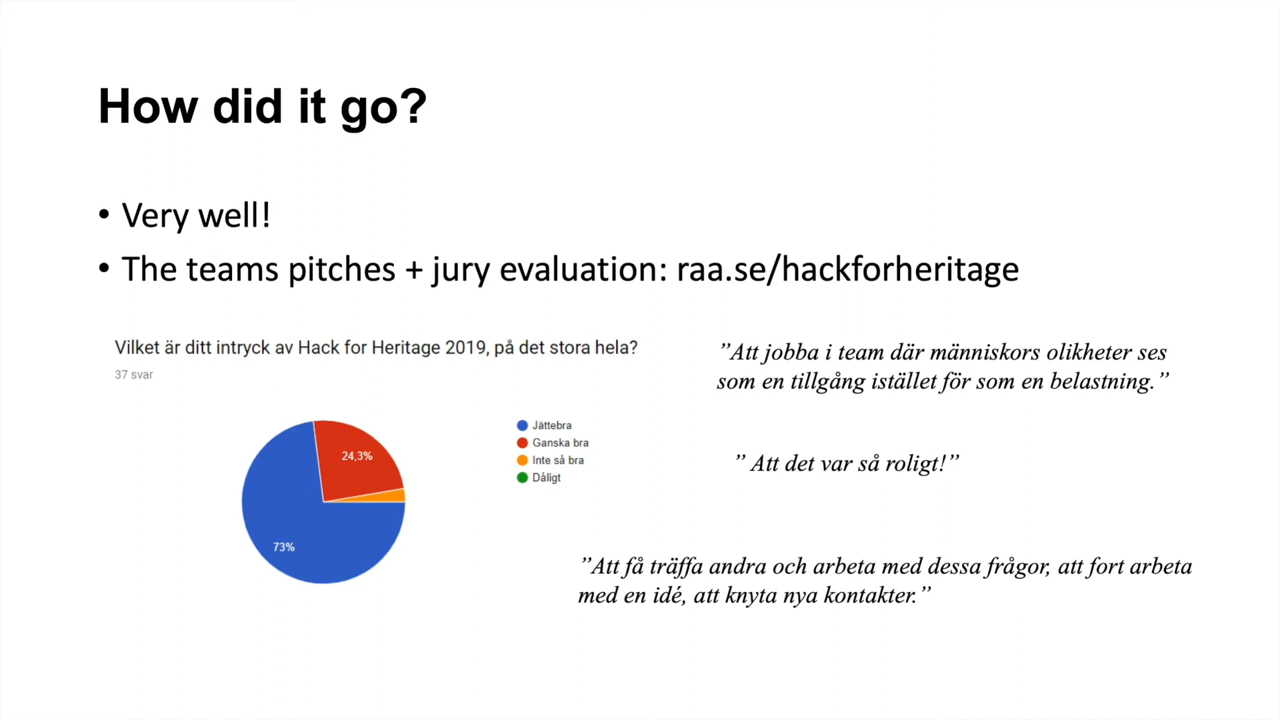 How did it go?
• Very well!
• The teams pitches + jury evaluation: raa.se/hackforheritage
Vilket är ditt intryck av Hack for Heritage 2019, på det stora hela?
37 svar
24,3%
73%
Jättebra
Ganska bra
Inte så bra
Dåligt
”Att jobba i team där människors olikheter ses
som en tillgång istället för som en belastning.”
” Att det var så roligt!”
”Att få träffa andra och arbeta med dessa frågor, att fort arbeta
med en idé, att knyta nya kontakter.”